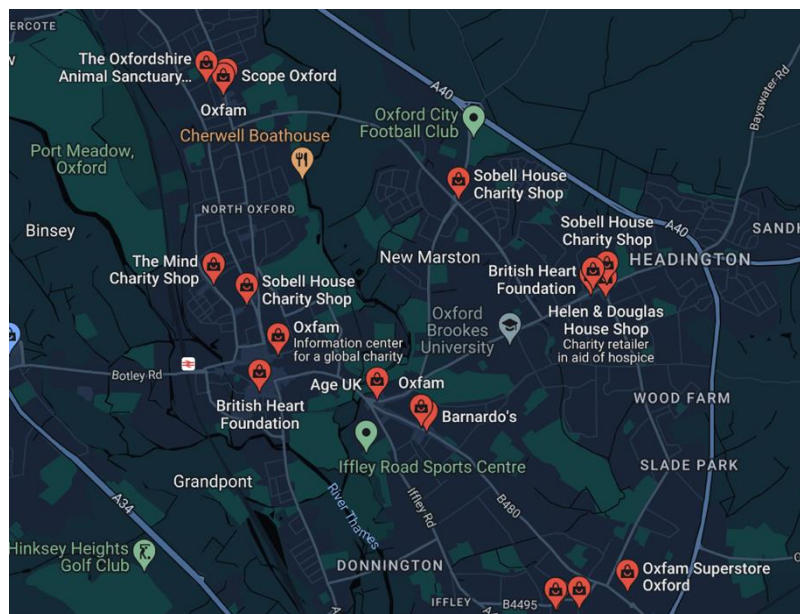 ERCOTE
The Oxfordshire
Animal Sanctuary...
Scope Oxford
Oxfam
A40
Bayswater Rd
Oxford City
Football Club
Cherwell Boathouse
Port Meadow,
Oxford
Sobell House
Charity Shop
NORTH OXFORD
Binsey
Sobell House
Charity Shop
A40
SANDH
HEADINGTON
The Mind
Charity Shop
New Marston
British Heart
Foundation
Sobell House
Charity Shop
Helen & Douglas
House Shop
Charity retailer
in aid of hospice
Oxford
Brookes
University
Oxfam
Information center
for a global charity
Botley Rd
Age UK
Oxfam
British Heart
Foundation
Barnardo's
WOOD FARM
Iffley Road Sports Centre
SLADE PARK
Grandpont
A34
River Thames
Iffley Rd
B480
Hinksey Heights
Golf Club
DONNINGTON
Oxfam Superstore
Oxford
IFFLEY
B4495